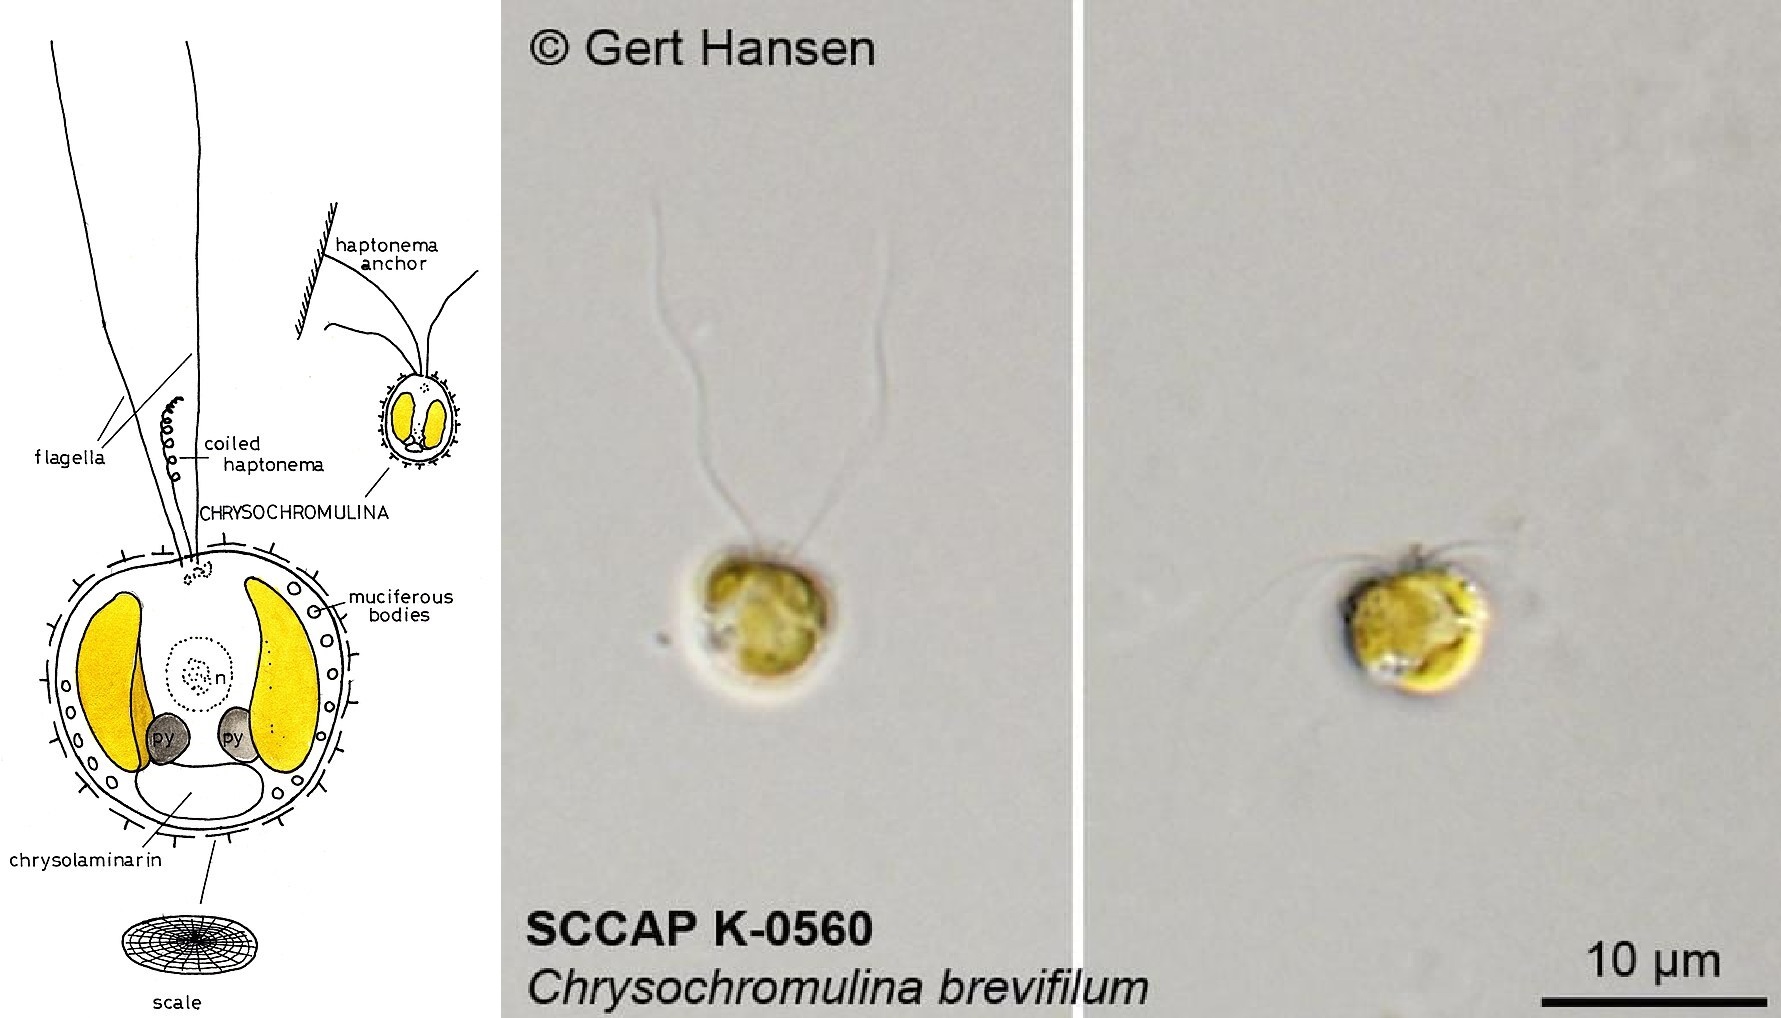 haptonema
anchor
flagella
coiled
haptonema
CHRYSOCHROMULINA
muciferous
bodies
n
py
py
chrysolaminarin
scale
© Gert Hansen
SCCAP K-0560
Chrysochromulina brevifilum
10 µm